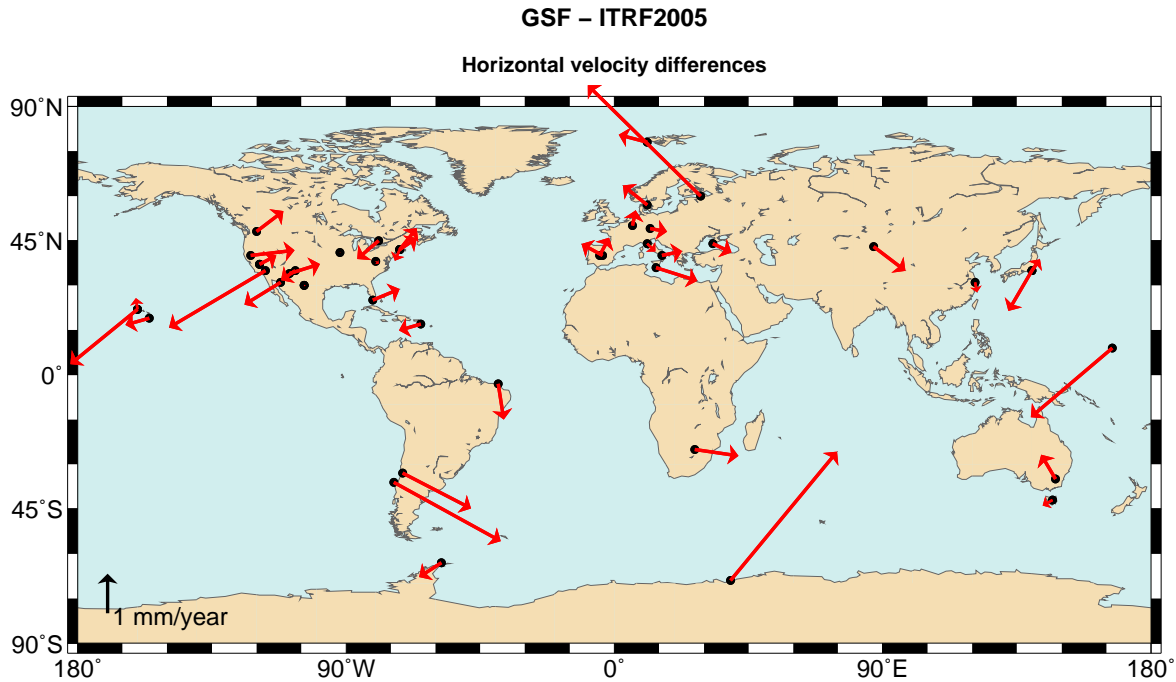 GSF – ITRF2005
Horizontal velocity differences
90˚N
45˚N
0˚
45˚S
90˚S
1 mm/year
180˚ 90˚W 0˚ 90˚E 180˚